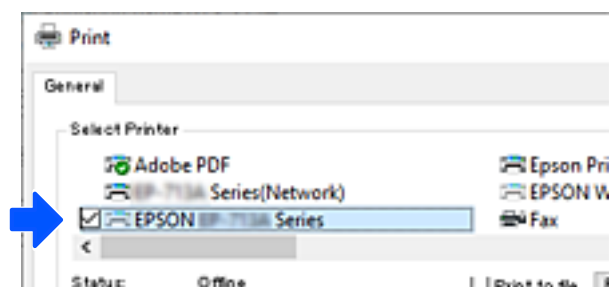 Print
General
Select Printer
Adobe PDF
Epson Pri
Series(Network)
EPSON W
EPSON Series
Fax
Status: Offline
Print to file